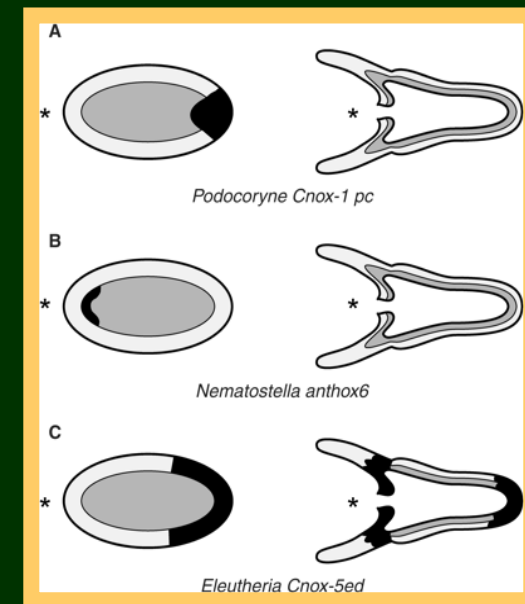 A
* *
Podocoryne Cnox-1 pc
B
* *
Nematostella anthox6
C
* *
Eleutheria Cnox-5ed